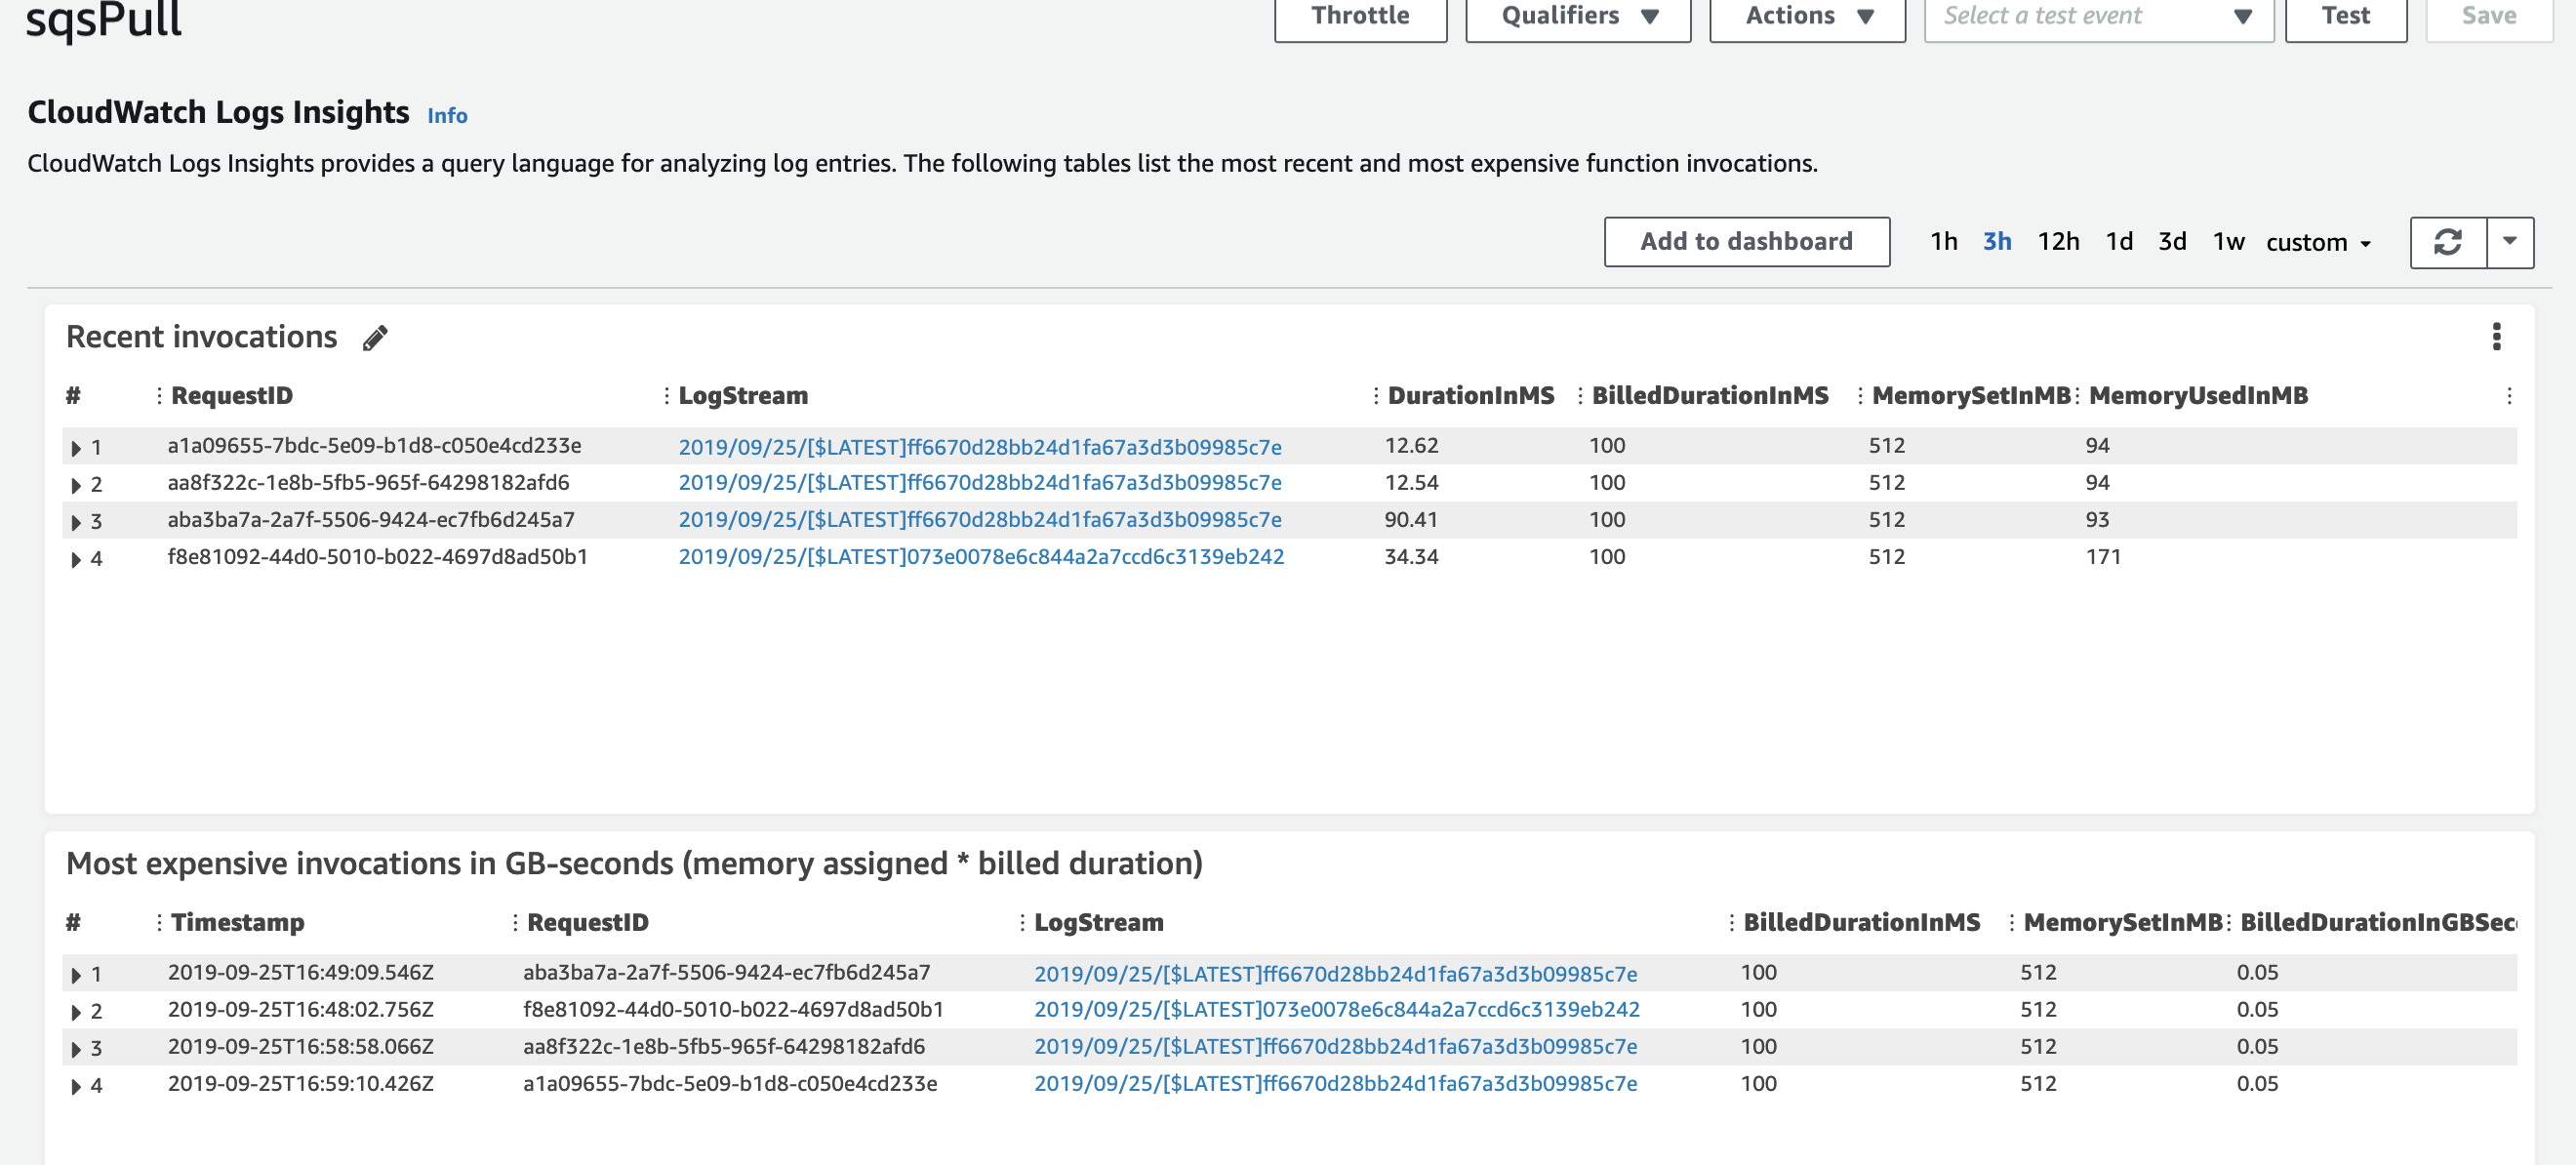 sqsPull Throttle Qualifiers Actions Select a test event Test Save
CloudWatch Logs Insights Info
CloudWatch Logs Insights provides a query language for analyzing log entries. The following tables list the most recent and most expensive function invocations.
Add to dashboard 1h 3h 12h 1d 3d 1w custom
Recent invocations
# RequestID LogStream DurationInMS BilledDurationInMS MemorySetInMB MemoryUsedInMB
1 a1a09655-7bdc-5e09-b1d8-c050e4cd233e 2019/09/25/[$LATEST]ff6670d28bb24d1fa67a3d3b09985c7e 12.62 100 512 94
2 aa8f322c-1e8b-5fb5-965f-64298182afd6 2019/09/25/[$LATEST]ff6670d28bb24d1fa67a3d3b09985c7e 12.54 100 512 94
3 aba3ba7a-2a7f-5506-9424-ec7fb6d245a7 2019/09/25/[$LATEST]ff6670d28bb24d1fa67a3d3b09985c7e 90.41 100 512 93
4 f8e81092-44d0-5010-b022-4697d8ad50b1 2019/09/25/[$LATEST]073e0078e6c844a2a7ccd6c3139eb242 34.34 100 512 171
Most expensive invocations in GB-seconds (memory assigned * billed duration)
# Timestamp RequestID LogStream BilledDurationInMS MemorySetInMB BilledDurationInGBSec
1 2019-09-25T16:49:09.546Z aba3ba7a-2a7f-5506-9424-ec7fb6d245a7 2019/09/25/[$LATEST]ff6670d28bb24d1fa67a3d3b09985c7e 100 512 0.05
2 2019-09-25T16:48:02.756Z f8e81092-44d0-5010-b022-4697d8ad50b1 2019/09/25/[$LATEST]073e0078e6c844a2a7ccd6c3139eb242 100 512 0.05
3 2019-09-25T16:58:58.066Z aa8f322c-1e8b-5fb5-965f-64298182afd6 2019/09/25/[$LATEST]ff6670d28bb24d1fa67a3d3b09985c7e 100 512 0.05
4 2019-09-25T16:59:10.426Z a1a09655-7bdc-5e09-b1d8-c050e4cd233e 2019/09/25/[$LATEST]ff6670d28bb24d1fa67a3d3b09985c7e 100 512 0.05